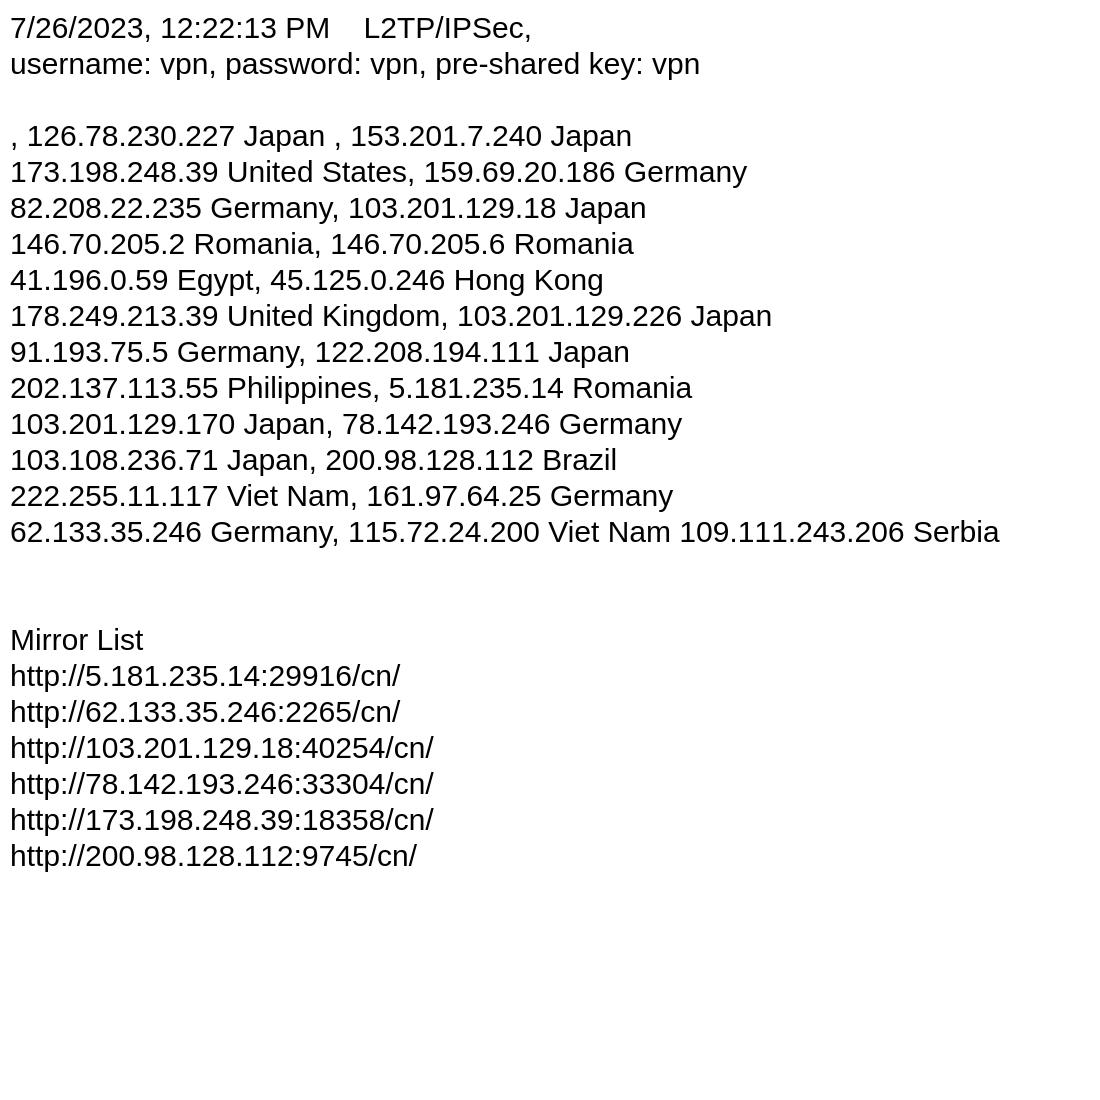 7/26/2023, 12:22:13 PM    L2TP/IPSec,
username: vpn, password: vpn, pre-shared key: vpn
, 126.78.230.227 Japan , 153.201.7.240 Japan
173.198.248.39 United States, 159.69.20.186 Germany
82.208.22.235 Germany, 103.201.129.18 Japan
146.70.205.2 Romania, 146.70.205.6 Romania
41.196.0.59 Egypt, 45.125.0.246 Hong Kong
178.249.213.39 United Kingdom, 103.201.129.226 Japan
91.193.75.5 Germany, 122.208.194.111 Japan
202.137.113.55 Philippines, 5.181.235.14 Romania
103.201.129.170 Japan, 78.142.193.246 Germany
103.108.236.71 Japan, 200.98.128.112 Brazil
222.255.11.117 Viet Nam, 161.97.64.25 Germany
62.133.35.246 Germany, 115.72.24.200 Viet Nam 109.111.243.206 Serbia
Mirror List
http://5.181.235.14:29916/cn/
http://62.133.35.246:2265/cn/
http://103.201.129.18:40254/cn/
http://78.142.193.246:33304/cn/
http://173.198.248.39:18358/cn/
http://200.98.128.112:9745/cn/